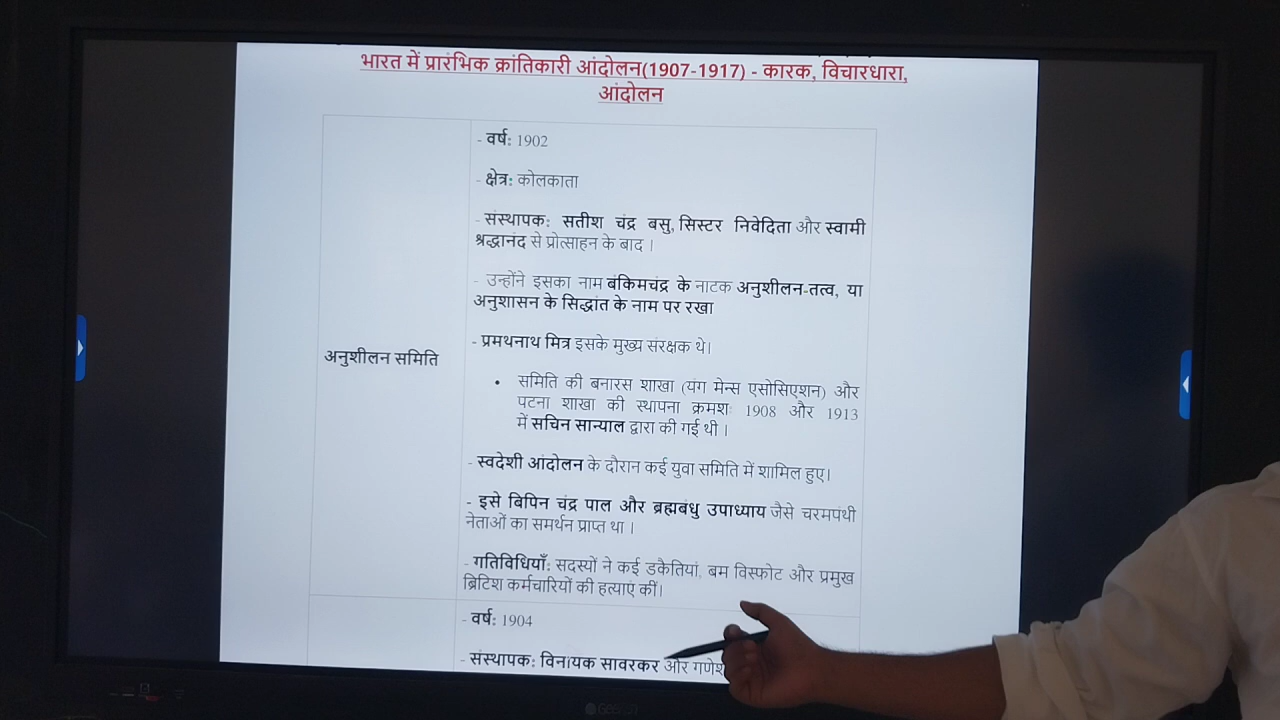 भारत में प्रारंभिक क्रांतिकारी आंदोलन(1907-1917) - कारक, विचारधारा,
आंदोलन
- वर्ष: 1902
- क्षेत्र: कोलकाता
- संस्थापक: सतीश चंद्र बसु, सिस्टर निवेदिता और स्वामी
श्रद्धानंद से प्रोत्साहन के बाद ।
- उन्होंने इसका नाम बंकिमचंद्र के नाटक अनुशीलन-तत्व, या
अनुशासन के सिद्धांत के नाम पर रखा
- प्रमथनाथ मित्र इसके मुख्य संरक्षक थे।
अनुशीलन समिति
• समिति की बनारस शाखा (यंग मेन्स एसोसिएशन) और
पटना शाखा की स्थापना क्रमशः 1908 और 1913
में सचिन सान्याल द्वारा की गई थी ।
- स्वदेशी आंदोलन के दौरान कई युवा समिति में शामिल हुए।
- इसे बिपिन चंद्र पाल और ब्रह्मबंधु उपाध्याय जैसे चरमपंथी
नेताओं का समर्थन प्राप्त था ।
- गतिविधियाँ: सदस्यों ने कई डकैतियां, बम विस्फोट और प्रमुख
ब्रिटिश कर्मचारियों की हत्याएं कीं।
- वर्ष: 1904
- संस्थापक: विनायक सावरकर और गणेश